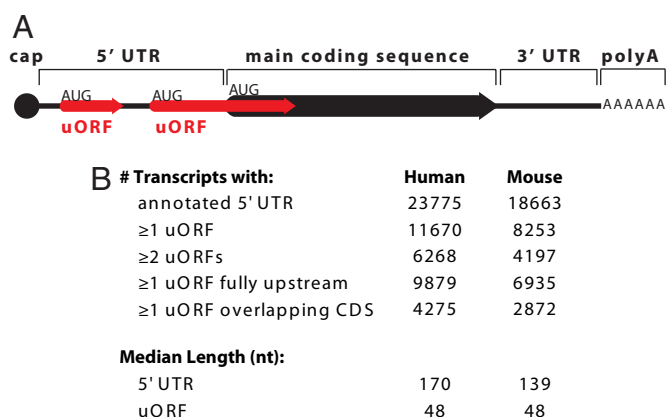 A
cap 5' UTR main coding sequence 3' UTR polyA
AUG AUG AUG
AAAAAA
uORF uORF
B # Transcripts with: Human Mouse
annotated 5' UTR 23775 18663
≥1 uORF 11670 8253
≥2 uORFs 6268 4197
≥1 uORF fully upstream 9879 6935
≥1 uORF overlapping CDS 4275 2872
Median Length (nt):
5' UTR 170 139
uORF 48 48